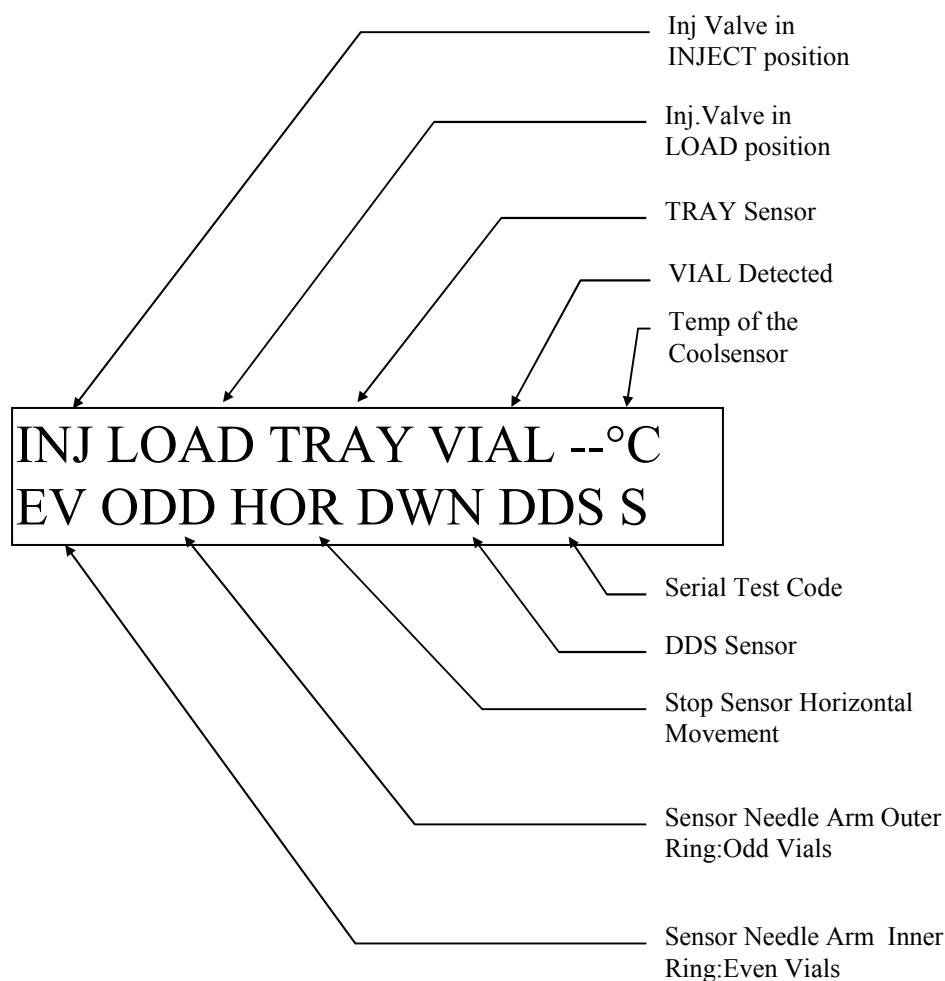 Inj Valve in
INJECT position
Inj.Valve in
LOAD position
TRAY Sensor
VIAL Detected
Temp of the
Coolsensor
INJ LOAD TRAY VIAL --°C
EV ODD HOR DWN DDS S
Serial Test Code
DDS Sensor
Stop Sensor Horizontal
Movement
Sensor Needle Arm Outer
Ring:Odd Vials
Sensor Needle Arm Inner
Ring:Even Vials